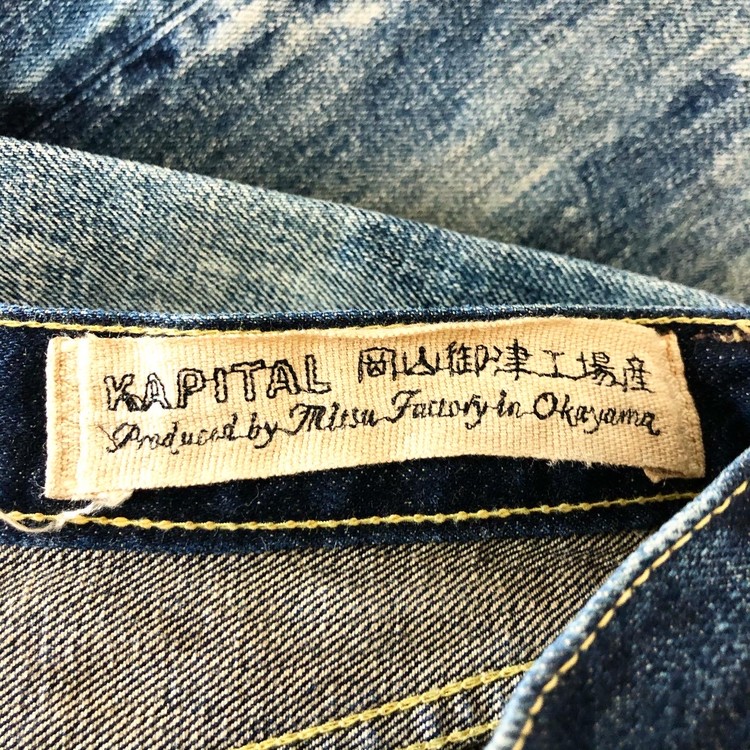 KAPITAL 岡山御津工場産
Produced by Mitsu Factory in Okayama